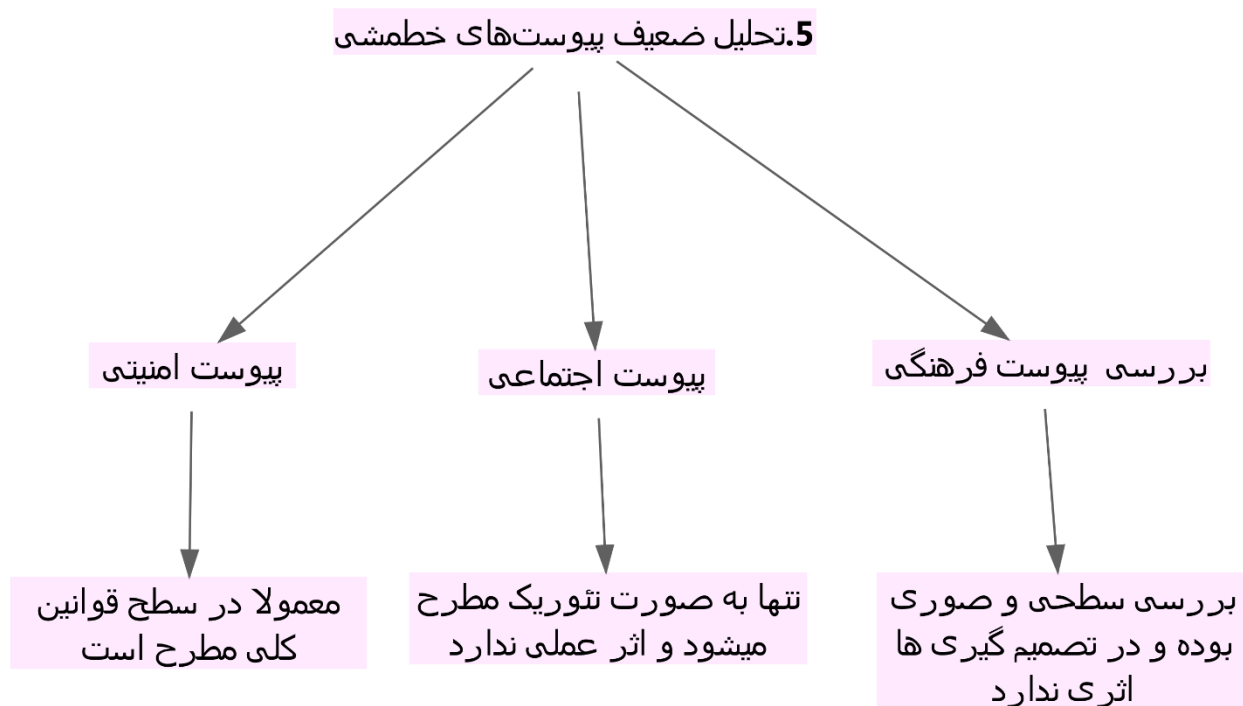 5.تحلیل ضعیف پیوست‌های خطمشی
بررسی پیوست فرهنگی
پیوست اجتماعی
پیوست امنیتی
بررسی سطحی و صوری
بوده و در تصمیم گیری ها
اثری ندارد
تنها به صورت تئوریک مطرح
میشود و اثر عملی ندارد
معمولا در سطح قوانین
کلی مطرح است